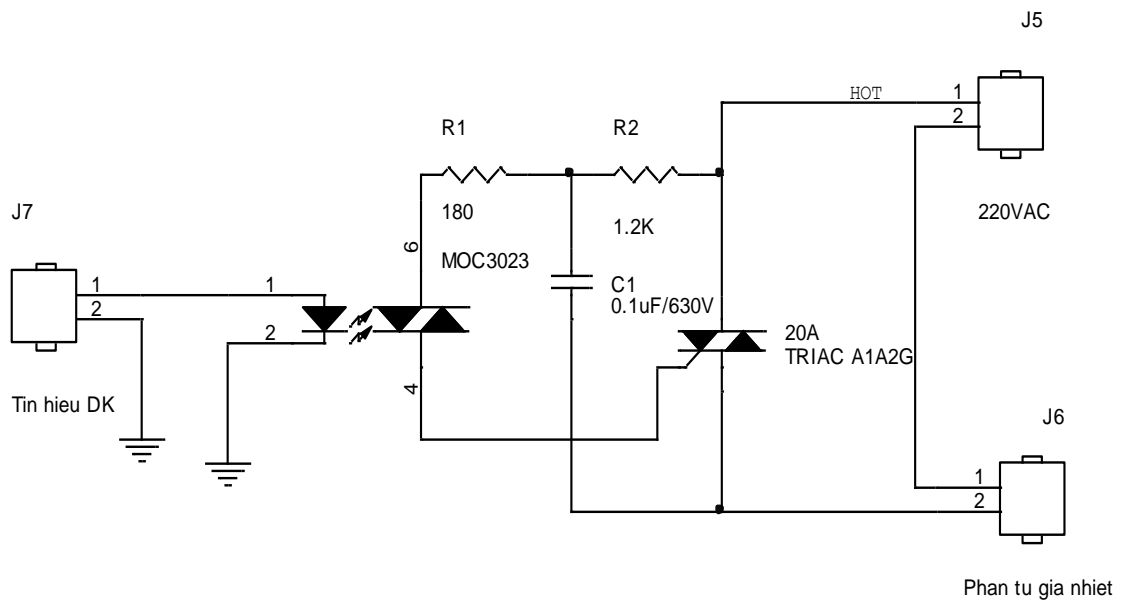 J5
HOT
1
2
R1
R2
180
1.2K
220VAC
J7
6
MOC3023
C1
0.1uF/630V
1
2
1
2
20A
TRIAC A1A2G
4
Tin hieu DK
J6
1
2
Phan tu gia nhiet